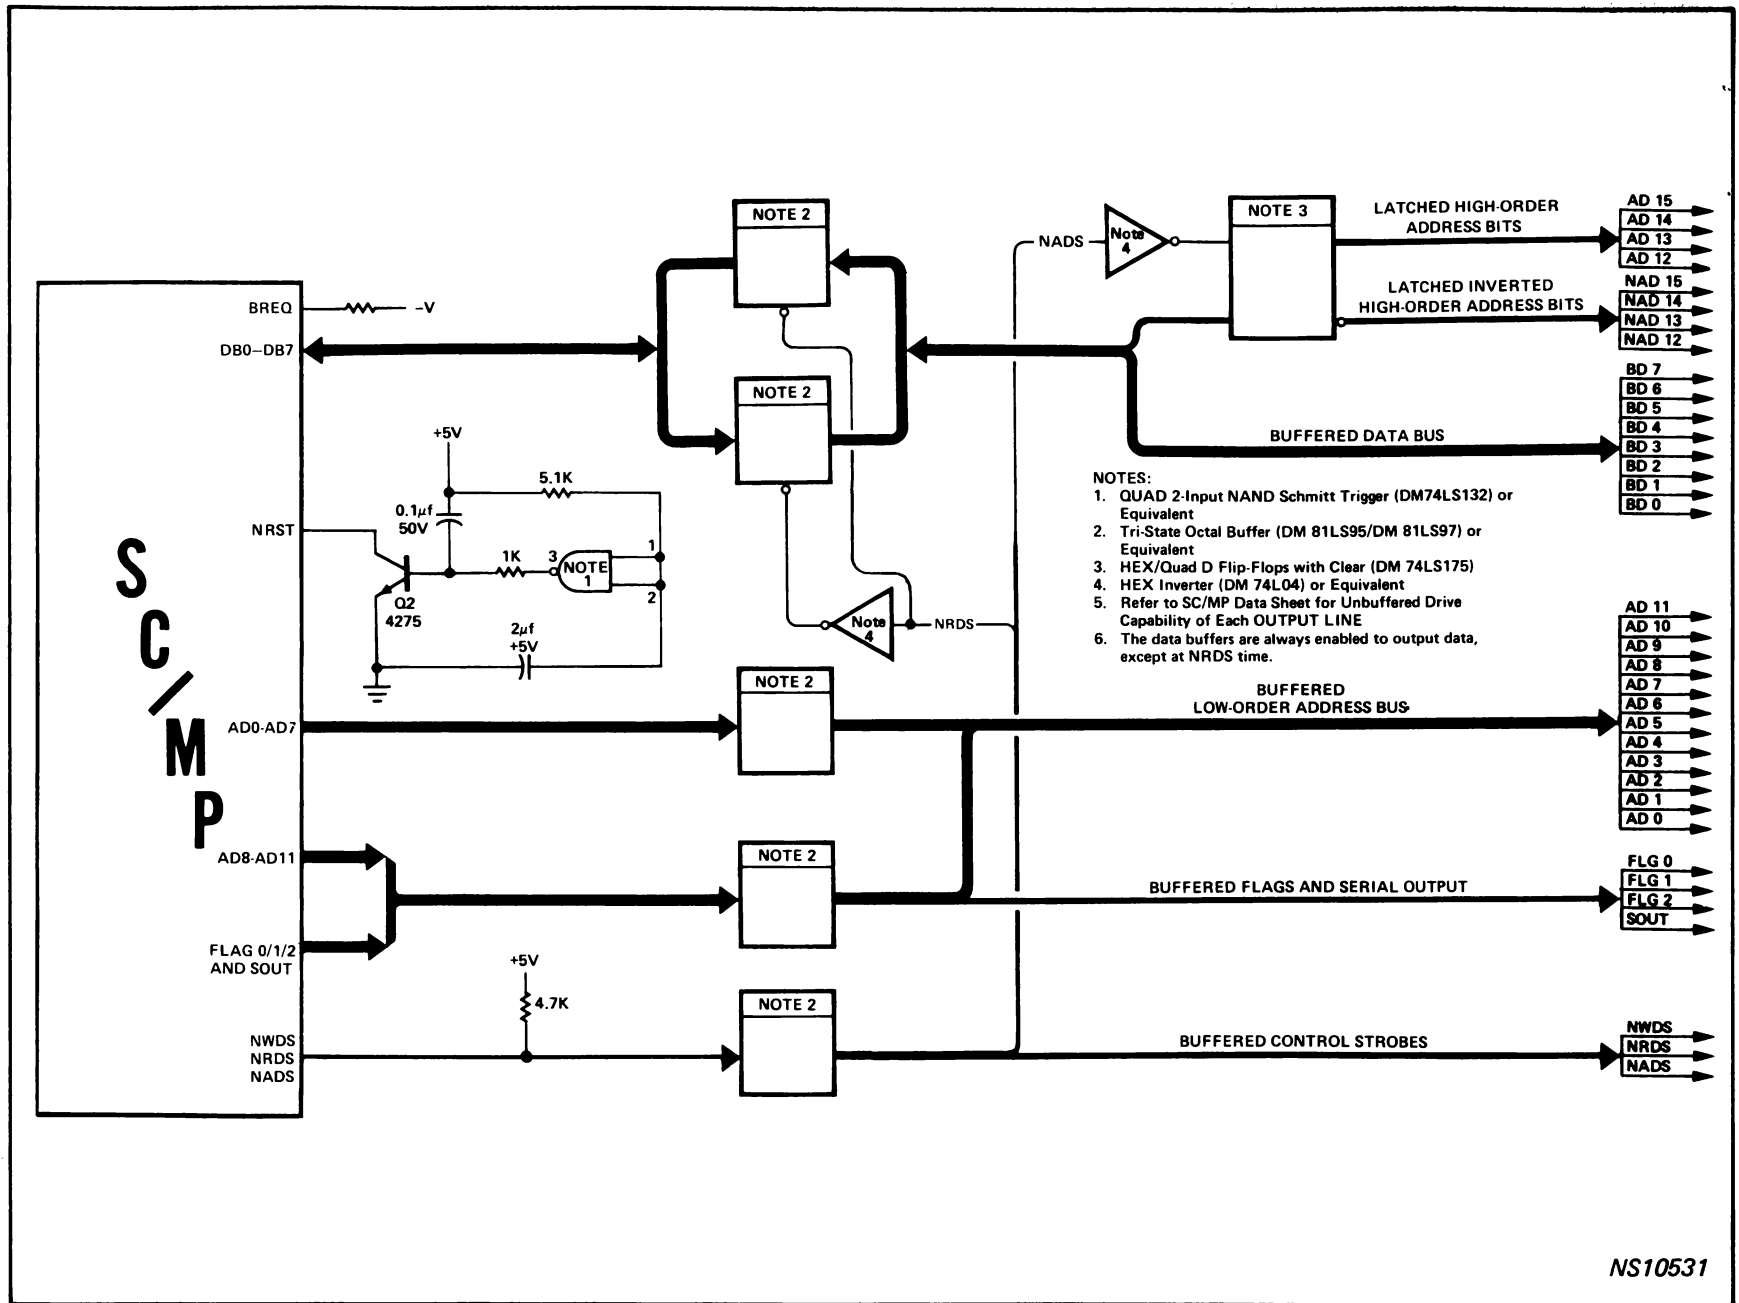 SC/MP
BREQ
-V
DB0–DB7
NRST
+5V
5.1K
0.1μf
50V
1K
3
NOTE
1
1
2
Q2
4275
2μf
+5V
AD0-AD7
AD8-AD11
FLAG 0/1/2
AND SOUT
+5V
4.7K
NWDS
NRDS
NADS
NOTE 2
NOTE 2
Note
4
NRDS
NOTE 2
NOTE 2
NOTE 2
NADS
Note
4
NOTE 3
LATCHED HIGH-ORDER
ADDRESS BITS
LATCHED INVERTED
HIGH-ORDER ADDRESS BITS
BUFFERED DATA BUS
NOTES:
1. QUAD 2-Input NAND Schmitt Trigger (DM74LS132) or
Equivalent
2. Tri-State Octal Buffer (DM 81LS95/DM 81LS97) or
Equivalent
3. HEX/Quad D Flip-Flops with Clear (DM 74LS175)
4. HEX Inverter (DM 74L04) or Equivalent
5. Refer to SC/MP Data Sheet for Unbuffered Drive
Capability of Each OUTPUT LINE
6. The data buffers are always enabled to output data,
except at NRDS time.
BUFFERED
LOW-ORDER ADDRESS BUS
BUFFERED FLAGS AND SERIAL OUTPUT
BUFFERED CONTROL STROBES
AD 15
AD 14
AD 13
AD 12
NAD 15
NAD 14
NAD 13
NAD 12
BD 7
BD 6
BD 5
BD 4
BD 3
BD 2
BD 1
BD 0
AD 11
AD 10
AD 9
AD 8
AD 7
AD 6
AD 5
AD 4
AD 3
AD 2
AD 1
AD 0
FLG 0
FLG 1
FLG 2
SOUT
NWDS
NRDS
NADS
NS10531